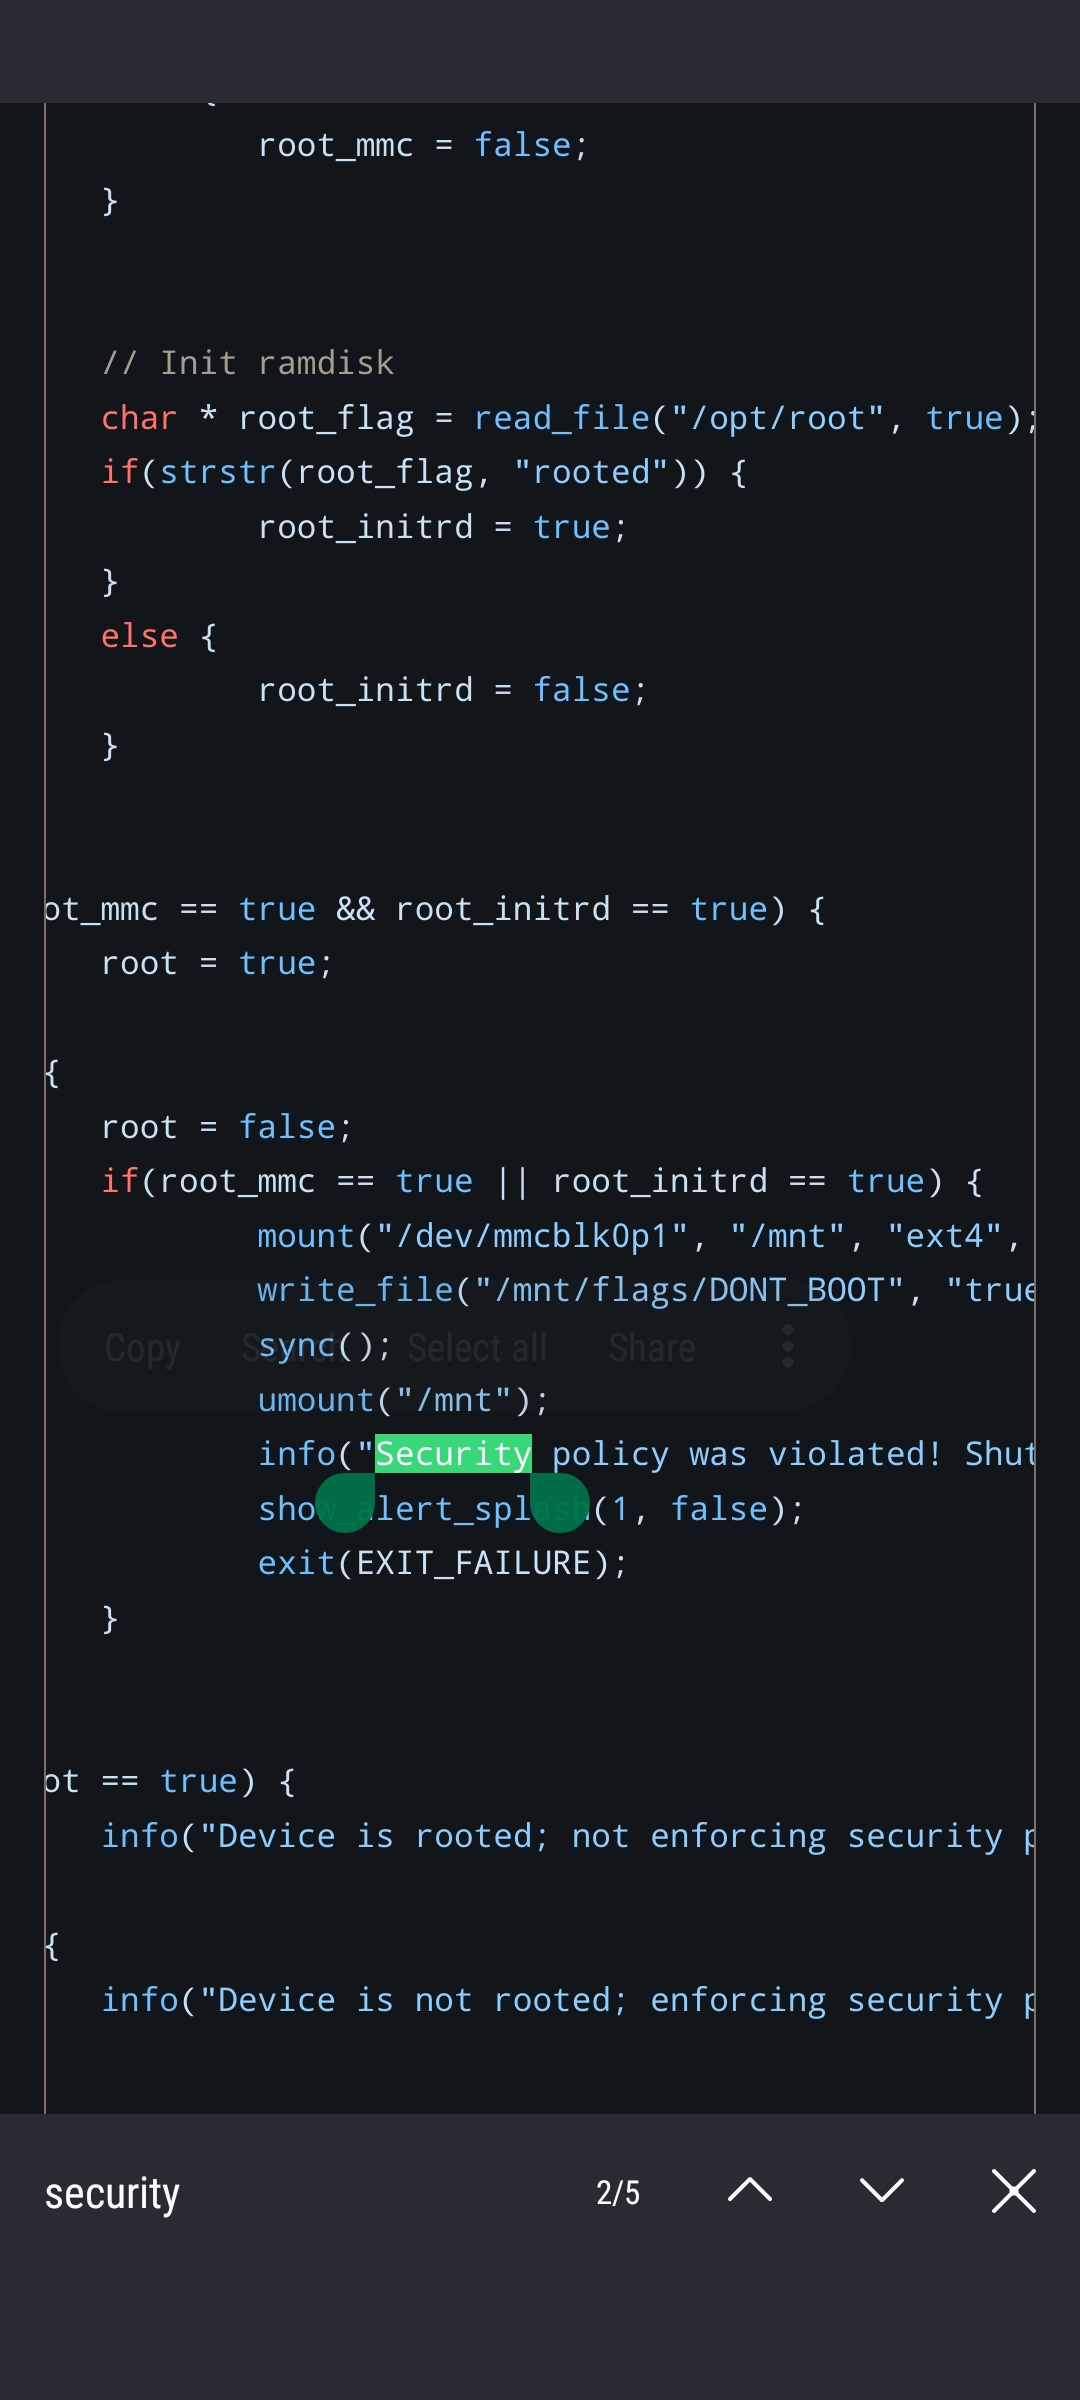 {
root_mmc = false;
}
// Init ramdisk
char * root_flag = read_file("/opt/root", true);
if(strstr(root_flag, "rooted")) {
root_initrd = true;
}
else {
root_initrd = false;
}
ot_mmc == true && root_initrd == true) {
root = true;
{
root = false;
if(root_mmc == true || root_initrd == true) {
mount("/dev/mmcblk0p1", "/mnt", "ext4",
write_file("/mnt/flags/DONT_BOOT", "true
sync();
Copy Search Select all Share
umount("/mnt");
info("Security policy was violated! Shut
show_alert_splash(1, false);
exit(EXIT_FAILURE);
}
ot == true) {
info("Device is rooted; not enforcing security p
{
info("Device is not rooted; enforcing security p
security 2/5